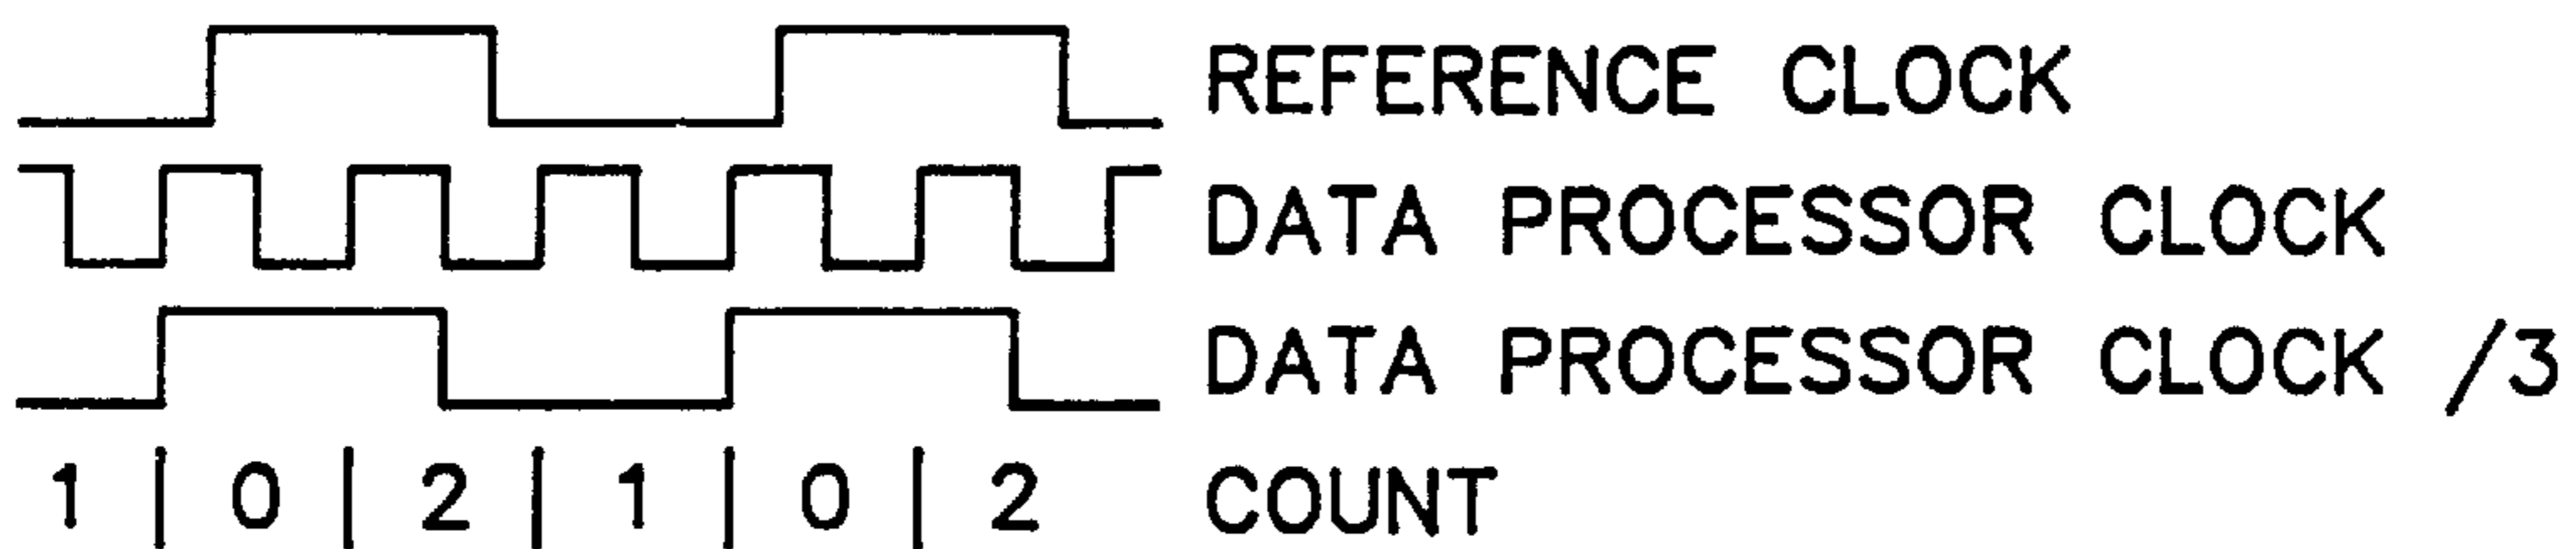 REFERENCE CLOCK
DATA PROCESSOR CLOCK
DATA PROCESSOR CLOCK /3
1 | 0 | 2 | 1 | 0 | 2 COUNT